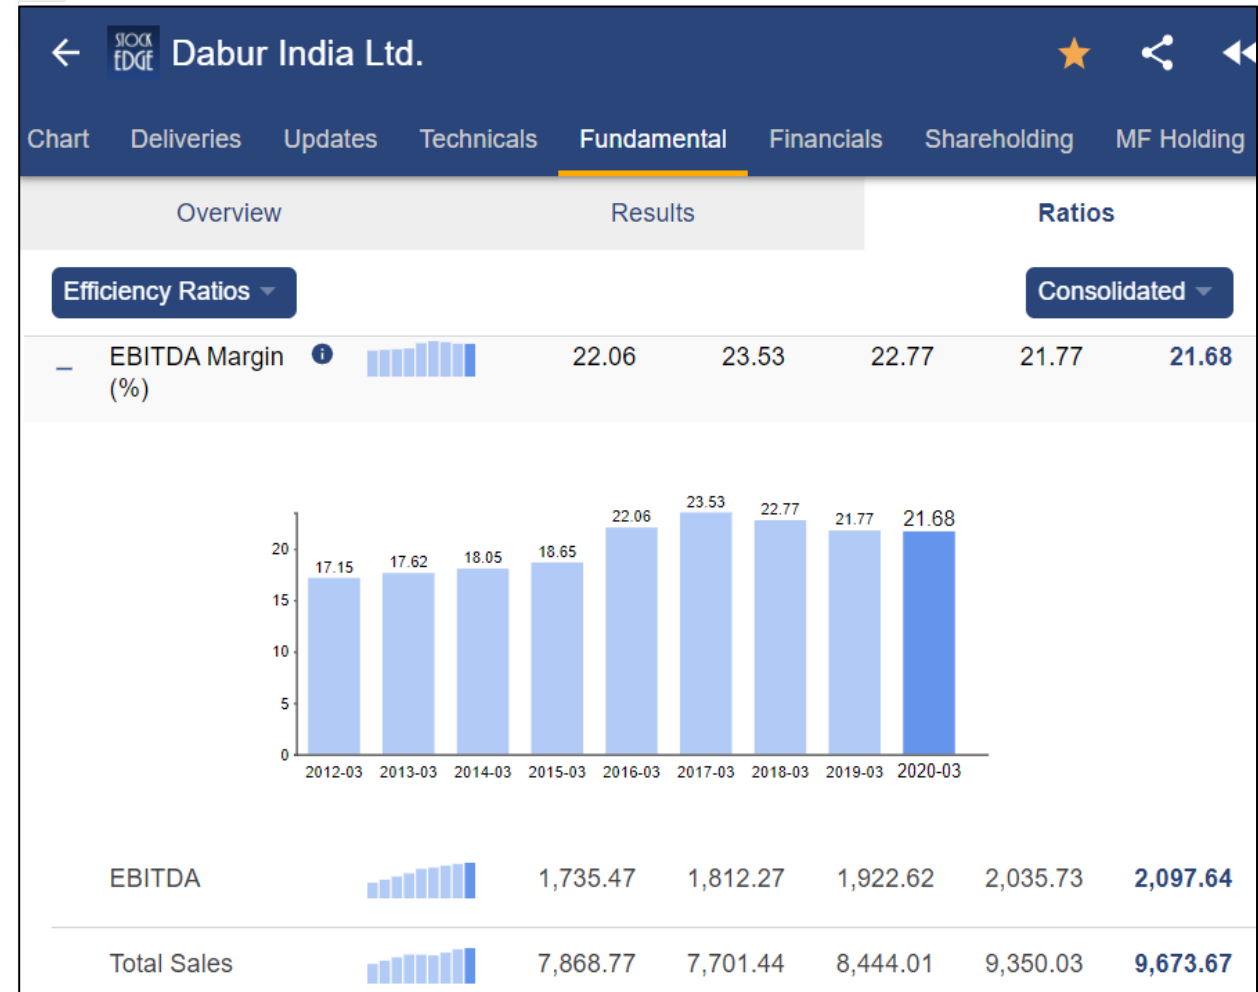 STOCK
EDGE
Dabur India Ltd.
Chart Deliveries Updates Technicals Fundamental Financials Shareholding MF Holding
Overview Results Ratios
Efficiency Ratios Consolidated
EBITDA Margin 22.06 23.53 22.77 21.77 21.68
(%)
22.06 23.53 22.77 21.77 21.68
17.15 17.62 18.05 18.65
20
15
10
5
0
2012-03 2013-03 2014-03 2015-03 2016-03 2017-03 2018-03 2019-03 2020-03
EBITDA 1,735.47 1,812.27 1,922.62 2,035.73 2,097.64
Total Sales 7,868.77 7,701.44 8,444.01 9,350.03 9,673.67